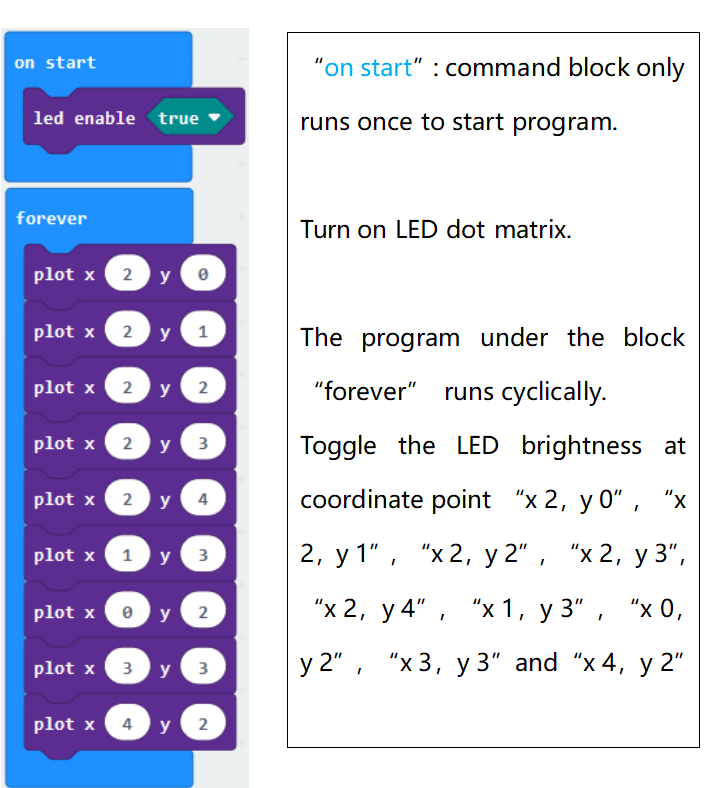 on start
led enable true
forever
plot x 2 y 0
plot x 2 y 1
plot x 2 y 2
plot x 2 y 3
plot x 2 y 4
plot x 1 y 3
plot x 0 y 2
plot x 3 y 3
plot x 4 y 2
“on start” : command block only
runs once to start program.
Turn on LED dot matrix.
The program under the block
“forever” runs cyclically.
Toggle the LED brightness at
coordinate point “x 2, y 0” , “x
2, y 1” , “x 2, y 2” , “x 2, y 3”,
“x 2, y 4” , “x 1, y 3” , “x 0,
y 2” , “x 3, y 3” and “x 4, y 2”